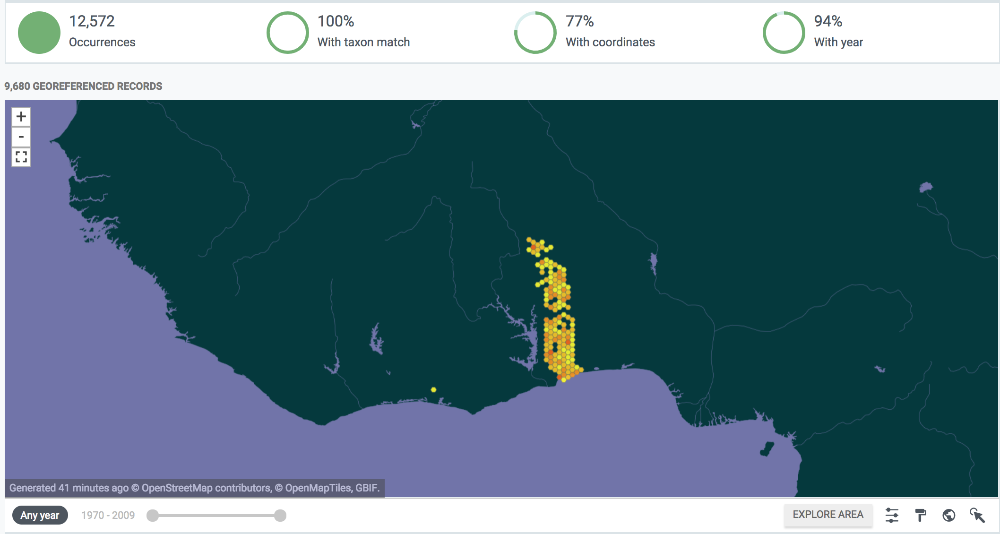 12,572
Occurrences
100%
With taxon match
77%
With coordinates
94%
With year
9,680 GEOREFERENCED RECORDS
+
-
Generated 41 minutes ago © OpenStreetMap contributors, © OpenMapTiles, GBIF.
Any year
1970 - 2009
EXPLORE AREA